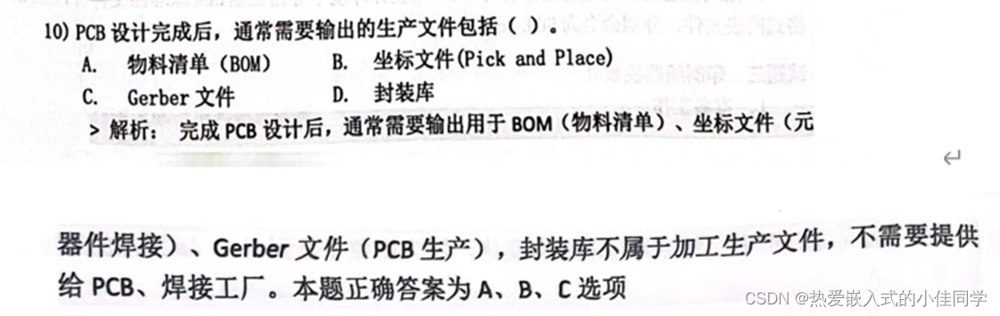 10) PCB 设计完成后，通常需要输出的生产文件包括（ ）。
A. 物料清单（BOM） B. 坐标文件(Pick and Place)
C. Gerber 文件 D. 封装库
> 解析： 完成 PCB 设计后，通常需要输出用于 BOM（物料清单）、坐标文件（元
器件焊接）、Gerber 文件（PCB 生产），封装库不属于加工生产文件，不需要提供
给 PCB、焊接工厂。本题正确答案为 A、B、C 选项
CSDN @热爱嵌入式的小佳同学